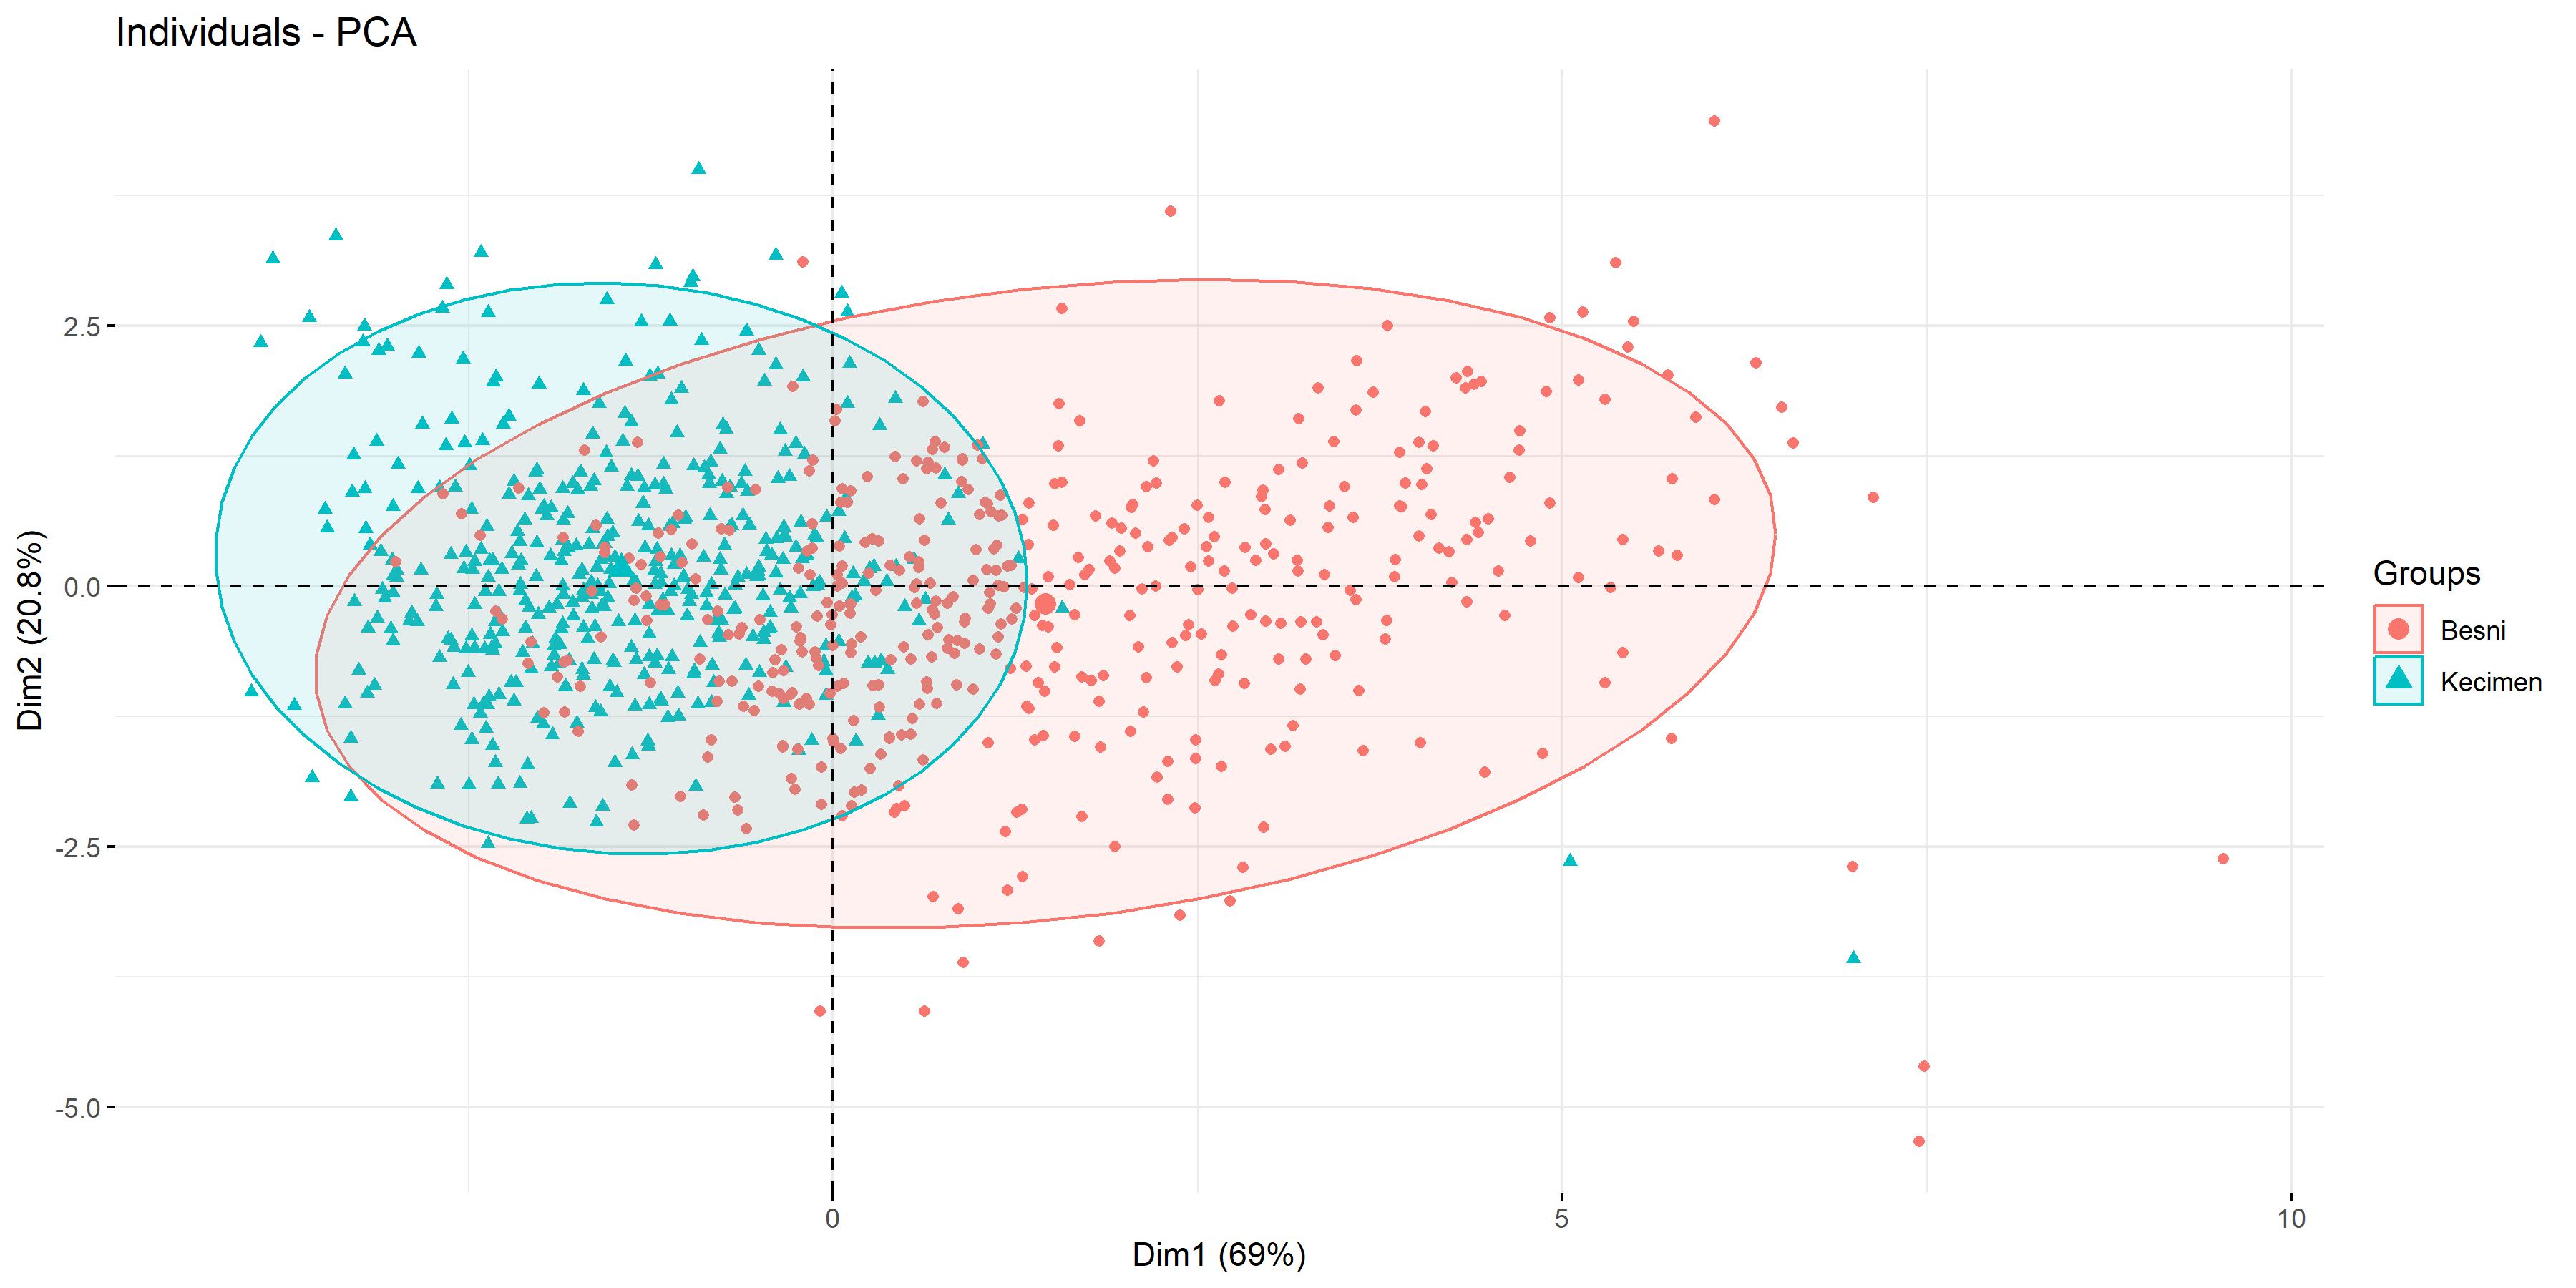 Individuals - PCA
2.5
0.0
-2.5
-5.0
Dim2 (20.8%)
0
5
10
Dim1 (69%)
Groups
Besni
Kecimen